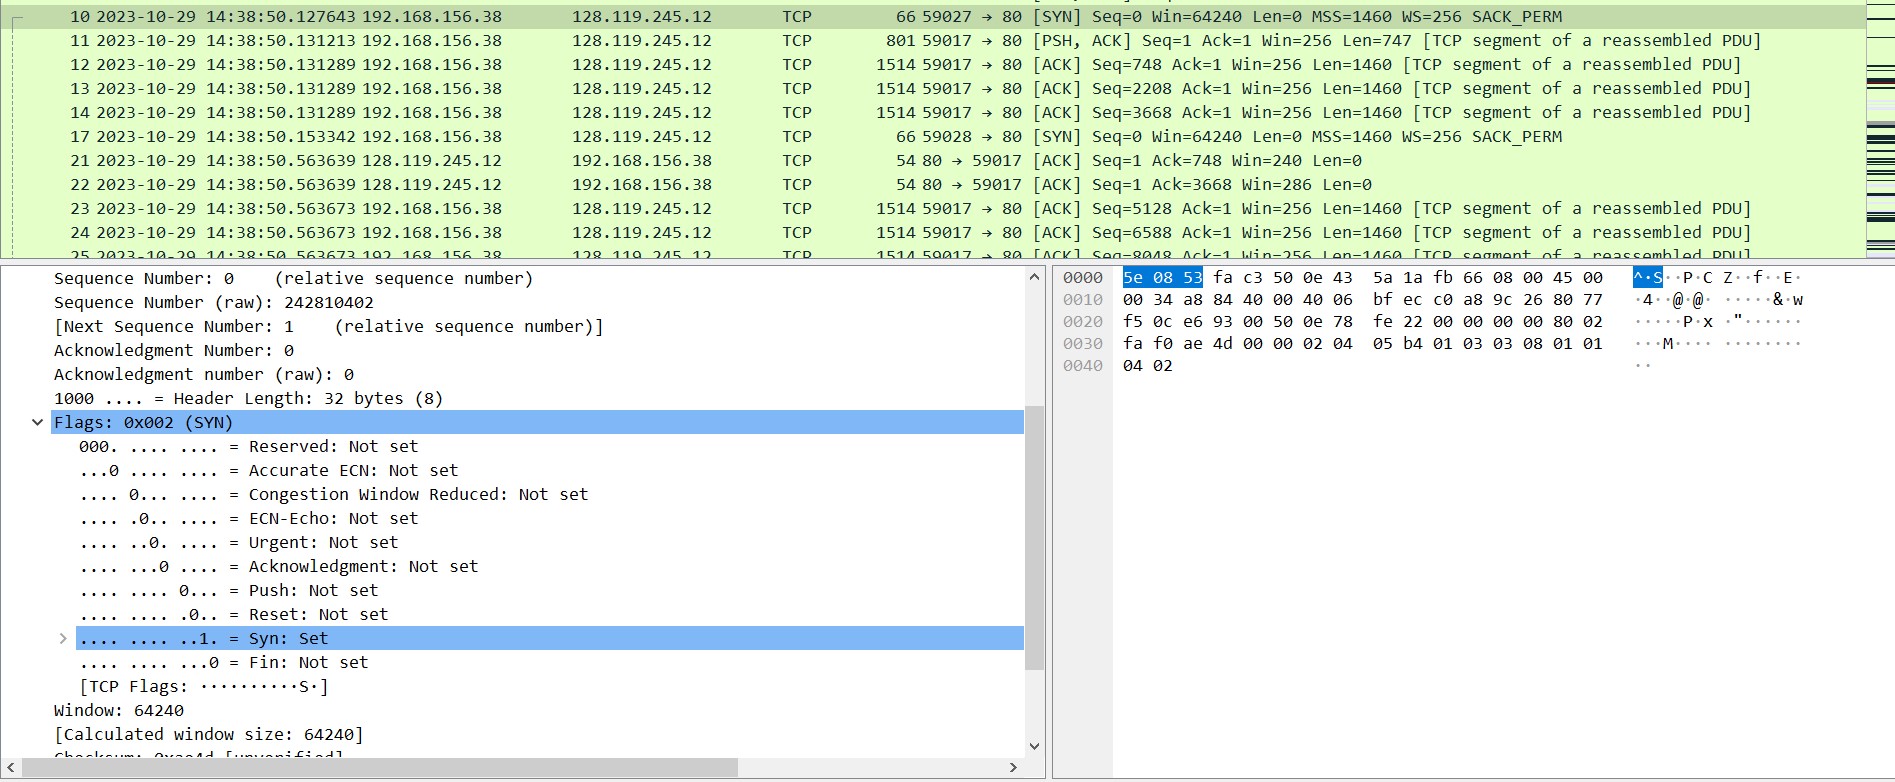 10 2023-10-29 14:38:50.127643 192.168.156.38 128.119.245.12 TCP 66 59027 → 80 [SYN] Seq=0 Win=64240 Len=0 MSS=1460 WS=256 SACK_PERM
11 2023-10-29 14:38:50.131213 192.168.156.38 128.119.245.12 TCP 801 59017 → 80 [PSH, ACK] Seq=1 Ack=1 Win=256 Len=747 [TCP segment of a reassembled PDU]
12 2023-10-29 14:38:50.131289 192.168.156.38 128.119.245.12 TCP 1514 59017 → 80 [ACK] Seq=748 Ack=1 Win=256 Len=1460 [TCP segment of a reassembled PDU]
13 2023-10-29 14:38:50.131289 192.168.156.38 128.119.245.12 TCP 1514 59017 → 80 [ACK] Seq=2208 Ack=1 Win=256 Len=1460 [TCP segment of a reassembled PDU]
14 2023-10-29 14:38:50.131289 192.168.156.38 128.119.245.12 TCP 1514 59017 → 80 [ACK] Seq=3668 Ack=1 Win=256 Len=1460 [TCP segment of a reassembled PDU]
17 2023-10-29 14:38:50.153342 192.168.156.38 128.119.245.12 TCP 66 59028 → 80 [SYN] Seq=0 Win=64240 Len=0 MSS=1460 WS=256 SACK_PERM
21 2023-10-29 14:38:50.563639 128.119.245.12 192.168.156.38 TCP 54 80 → 59017 [ACK] Seq=1 Ack=748 Win=240 Len=0
22 2023-10-29 14:38:50.563639 128.119.245.12 192.168.156.38 TCP 54 80 → 59017 [ACK] Seq=1 Ack=3668 Win=286 Len=0
23 2023-10-29 14:38:50.563673 192.168.156.38 128.119.245.12 TCP 1514 59017 → 80 [ACK] Seq=5128 Ack=1 Win=256 Len=1460 [TCP segment of a reassembled PDU]
24 2023-10-29 14:38:50.563673 192.168.156.38 128.119.245.12 TCP 1514 59017 → 80 [ACK] Seq=6588 Ack=1 Win=256 Len=1460 [TCP segment of a reassembled PDU]
25 2023-10-29 14:38:50.563673 192.168.156.38 128.119.245.12 TCP 1514 59017 → 80 [ACK] Seq=8048 Ack=1 Win=256 Len=1460 [TCP segment of a reassembled PDU]
Sequence Number: 0 (relative sequence number)
Sequence Number (raw): 242810402
[Next Sequence Number: 1 (relative sequence number)]
Acknowledgment Number: 0
Acknowledgment number (raw): 0
1000 .... = Header Length: 32 bytes (8)
Flags: 0x002 (SYN)
000. .... .... = Reserved: Not set
...0 .... .... = Accurate ECN: Not set
.... 0... .... = Congestion Window Reduced: Not set
.... .0.. .... = ECN-Echo: Not set
.... ..0. .... = Urgent: Not set
.... ...0 .... = Acknowledgment: Not set
.... .... 0... = Push: Not set
.... .... .0.. = Reset: Not set
.... .... ..1. = Syn: Set
.... .... ...0 = Fin: Not set
[TCP Flags: ··········S·]
Window: 64240
[Calculated window size: 64240]
Checksum: 0xae4d [unverified]
0000 5e 08 53 fa c3 50 0e 43 5a 1a fb 66 08 00 45 00 ^·S··P·C Z··f··E·
0010 00 34 a8 84 40 00 40 06 bf ec c0 a8 9c 26 80 77 ·4··@·@· ·····&·w
0020 f5 0c e6 93 00 50 0e 78 fe 22 00 00 00 00 80 02 ·····P·x ·"······
0030 fa f0 ae 4d 00 00 02 04 05 b4 01 03 03 08 01 01 ···M···· ········
0040 04 02 ··